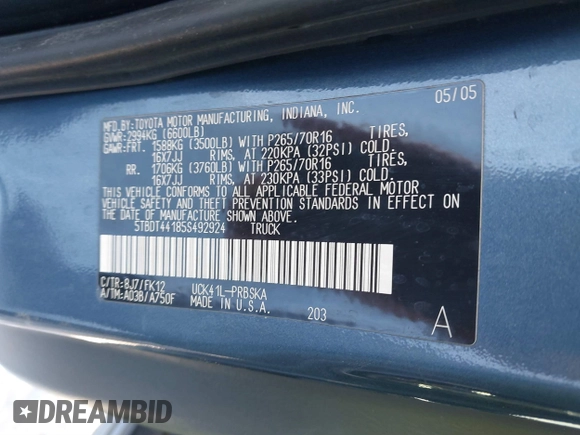 MFD.BY:TOYOTA MOTOR MANUFACTURING, INDIANA, INC. 05/05
GVWR:2994KG (6600LB)
GAWR:FRT. 1588KG (3500LB) WITH P265/70R16 TIRES,
16X7JJ RIMS, AT 220KPA (32PSI) COLD.
RR. 1706KG (3760LB) WITH P265/70R16 TIRES,
16X7JJ RIMS, AT 230KPA (33PSI) COLD.
THIS VEHICLE CONFORMS TO ALL APPLICABLE FEDERAL MOTOR
VEHICLE SAFETY AND THEFT PREVENTION STANDARDS IN EFFECT ON
THE DATE OF MANUFACTURE SHOWN ABOVE.
5TBDT44185S492924 TRUCK
C/TR:8J7/FK12 UCK41L-PRBSKA
A/TM:A03B/A750F MADE IN U.S.A. 203 A
DREAMBID